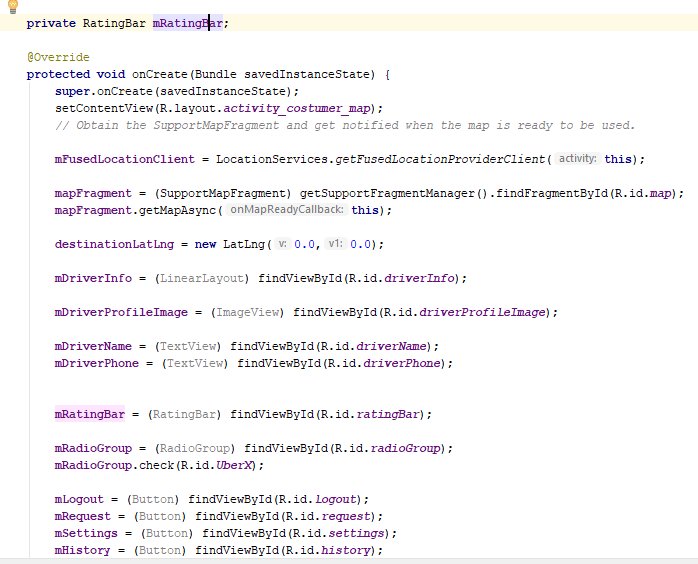 private RatingBar mRatingBar;
@Override
protected void onCreate(Bundle savedInstanceState) {
super.onCreate(savedInstanceState);
setContentView(R.layout.activity_costumer_map);
// Obtain the SupportMapFragment and get notified when the map is ready to be used.
mFusedLocationClient = LocationServices.getFusedLocationProviderClient( activity: this);
mapFragment = (SupportMapFragment) getSupportFragmentManager().findFragmentById(R.id.map);
mapFragment.getMapAsync( onMapReadyCallback: this);
destinationLatLng = new LatLng( v: 0.0, v1: 0.0);
mDriverInfo = (LinearLayout) findViewById(R.id.driverInfo);
mDriverProfileImage = (ImageView) findViewById(R.id.driverProfileImage);
mDriverName = (TextView) findViewById(R.id.driverName);
mDriverPhone = (TextView) findViewById(R.id.driverPhone);
mRatingBar = (RatingBar) findViewById(R.id.ratingBar);
mRadioGroup = (RadioGroup) findViewById(R.id.radioGroup);
mRadioGroup.check(R.id.UberX);
mLogout = (Button) findViewById(R.id.logout);
mRequest = (Button) findViewById(R.id.request);
mSettings = (Button) findViewById(R.id.settings);
mHistory = (Button) findViewById(R.id.history);